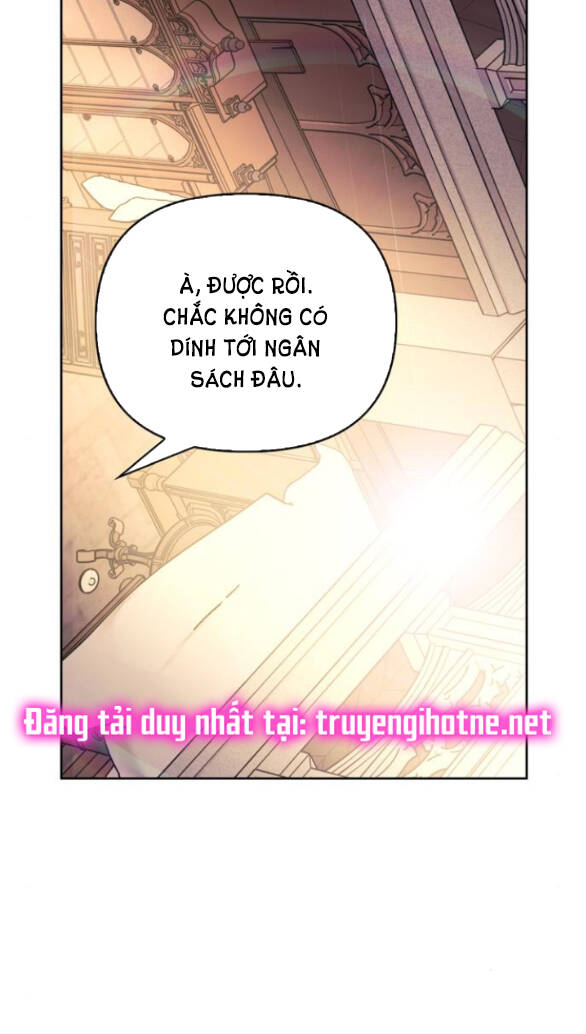 À, ĐƯỢC RỒI.
CHẮC KHÔNG CÓ
DÍNH TỚI NGÂN
SÁCH ĐÂU.
Đăng tải duy nhất tại: truyengihotne.net